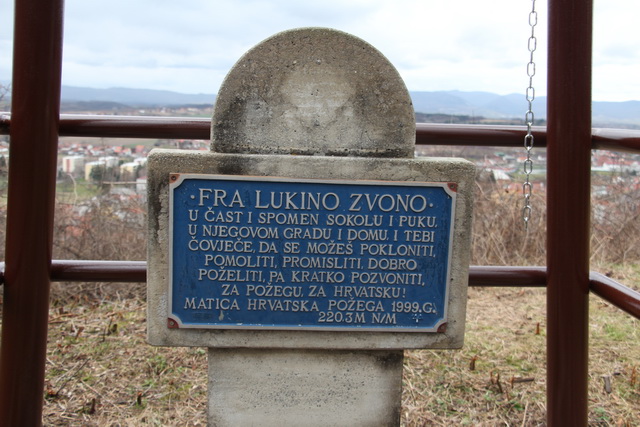 ·FRA LUKINO ZVONO·
U ČAST I SPOMEN SOKOLU I PUKU,
U NJEGOVOM GRADU I DOMU, I TEBI
ČOVJEČE, DA SE MOŽEŠ POKLONITI,
POMOLITI, PROMISLITI, DOBRO
POŽELITI, PA KRATKO POZVONITI,
ZA POŽEGU, ZA HRVATSKU!
MATICA HRVATSKA POŽEGA 1999.G.
220.3M N/M